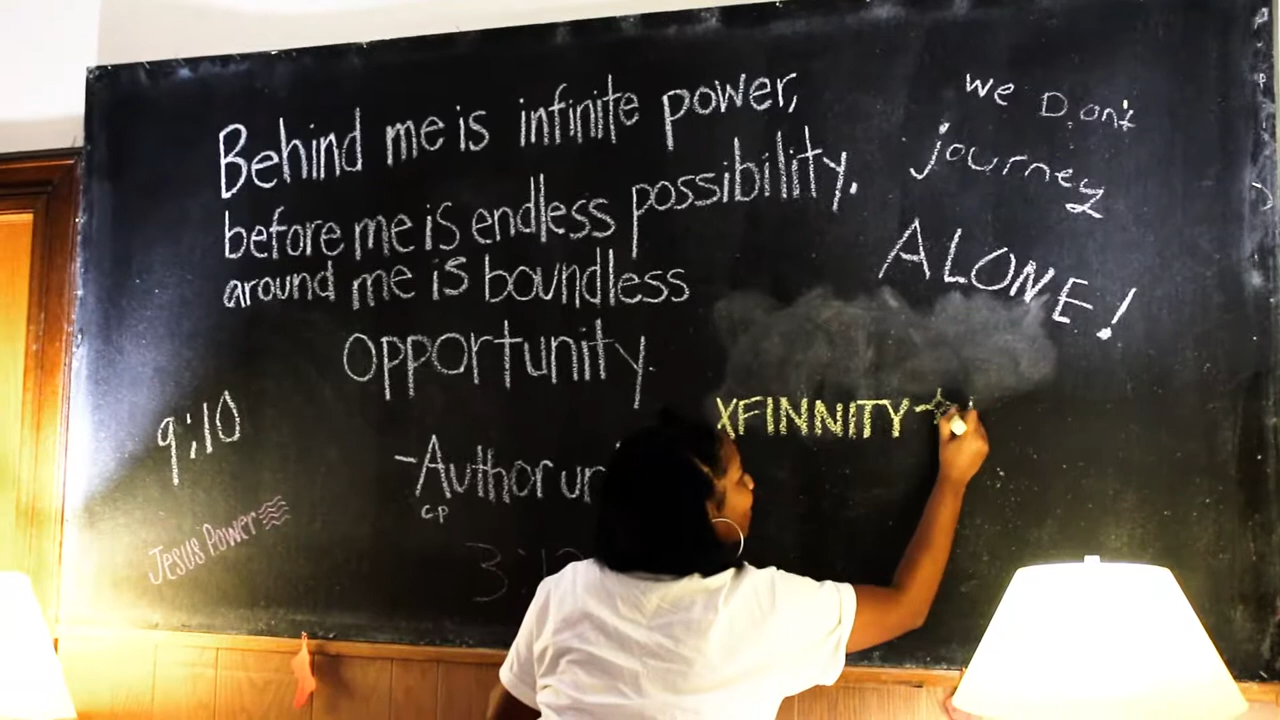 Behind me is infinite power,
before me is endless possibility.
around me is boundless
opportunity.
-Author
CP
we Don't
journey
ALONE!
XFINNITY
9:10
Jesus Power